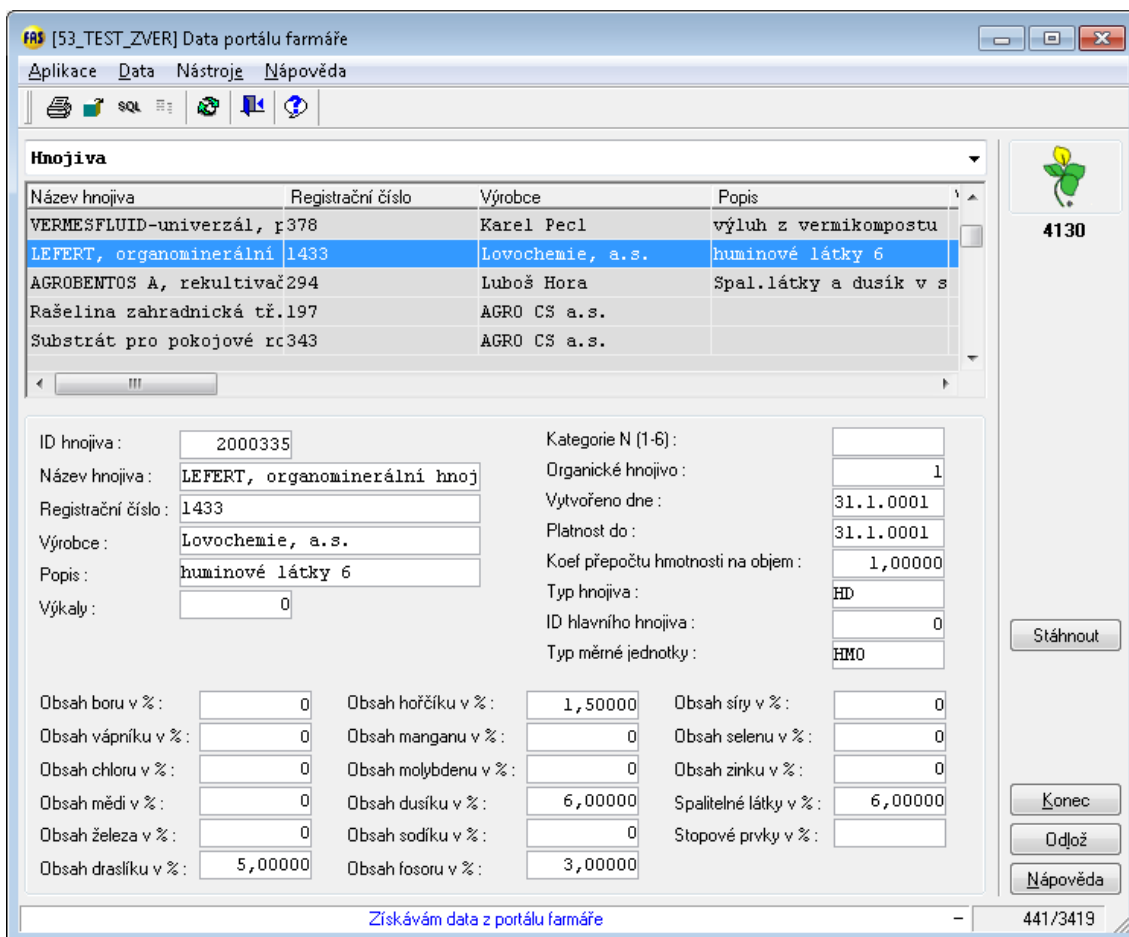 FAS [53_TEST_ZVER] Data portálu farmáře
Aplikace Data Nástroje Nápověda
SQL
Hnojiva
4130
Název hnojiva Registrační číslo Výrobce Popis
VERMESFLUID-univerzál, p 378 Karel Pecl výluh z vermikompostu
LEFERT, organominerální 1433 Lovochemie, a.s. huminové látky 6
AGROBENTOS A, rekultivač 294 Luboš Hora Spal.látky a dusík v s
Rašelina zahradnická tř. 197 AGRO CS a.s.
Substrát pro pokojové ro 343 AGRO CS a.s.
ID hnojiva : 2000335
Název hnojiva : LEFERT, organominerální hnoj
Registrační číslo : 1433
Výrobce : Lovochemie, a.s.
Popis : huminové látky 6
Výkaly : 0
Kategorie N (1-6) :
Organické hnojivo : 1
Vytvořeno dne : 31.1.0001
Platnost do : 31.1.0001
Koef přepočtu hmotnosti na objem : 1,00000
Typ hnojiva : HD
ID hlavního hnojiva : 0
Typ měrné jednotky : HMO
Stáhnout
Obsah boru v % : 0 Obsah hořčíku v % : 1,50000 Obsah síry v % : 0
Obsah vápníku v % : 0 Obsah manganu v % : 0 Obsah selenu v % : 0
Obsah chloru v % : 0 Obsah molybdenu v % : 0 Obsah zinku v % : 0
Obsah mědi v % : 0 Obsah dusíku v % : 6,00000 Spalitelné látky v % : 6,00000
Obsah železa v % : 0 Obsah sodíku v % : 0 Stopové prvky v % :
Obsah draslíku v % : 5,00000 Obsah fosoru v % : 3,00000
Konec
Odlož
Nápověda
Získávám data z portálu farmáře – 441/3419